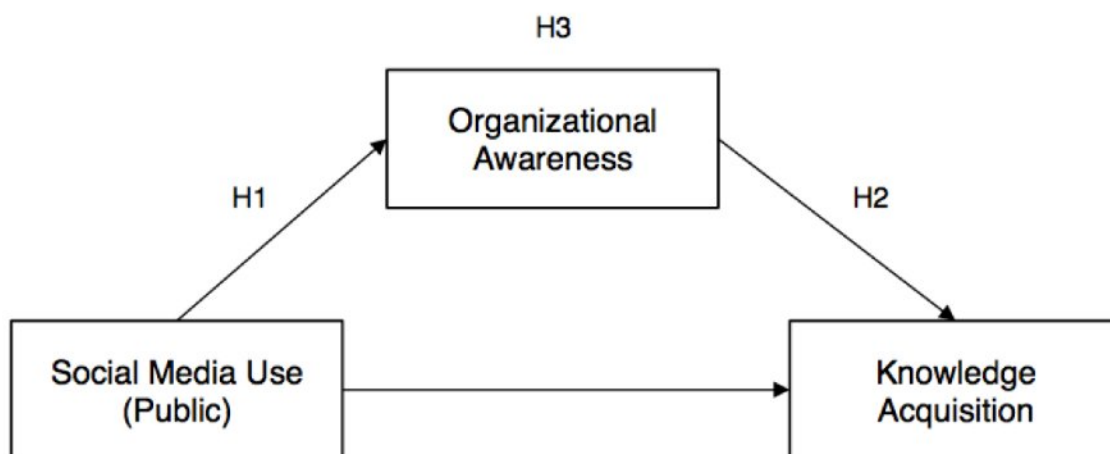 H3
Organizational
Awareness
H1
H2
Social Media Use
(Public)
Knowledge
Acquisition